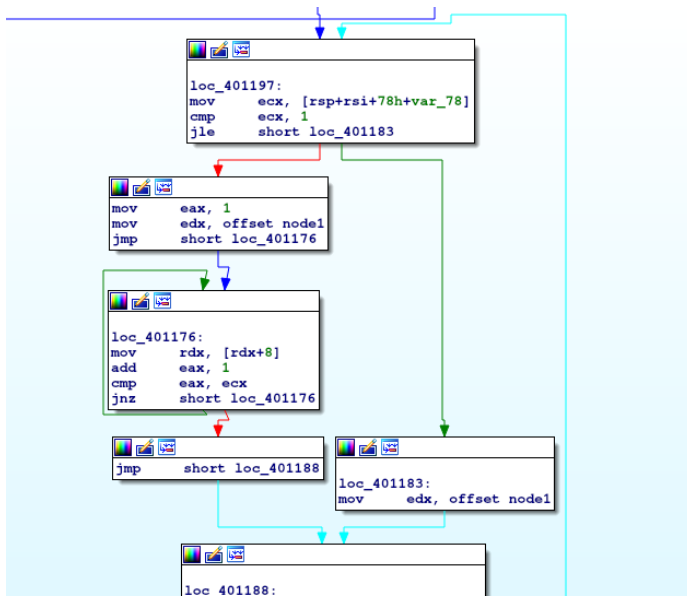 loc_401197:
mov ecx, [rsp+rsi+78h+var_78]
cmp ecx, 1
jle short loc_401183
mov eax, 1
mov edx, offset node1
jmp short loc_401176
loc_401176:
mov rdx, [rdx+8]
add eax, 1
cmp eax, ecx
jnz short loc_401176
jmp short loc_401188
loc_401183:
mov edx, offset node1
loc_401188: